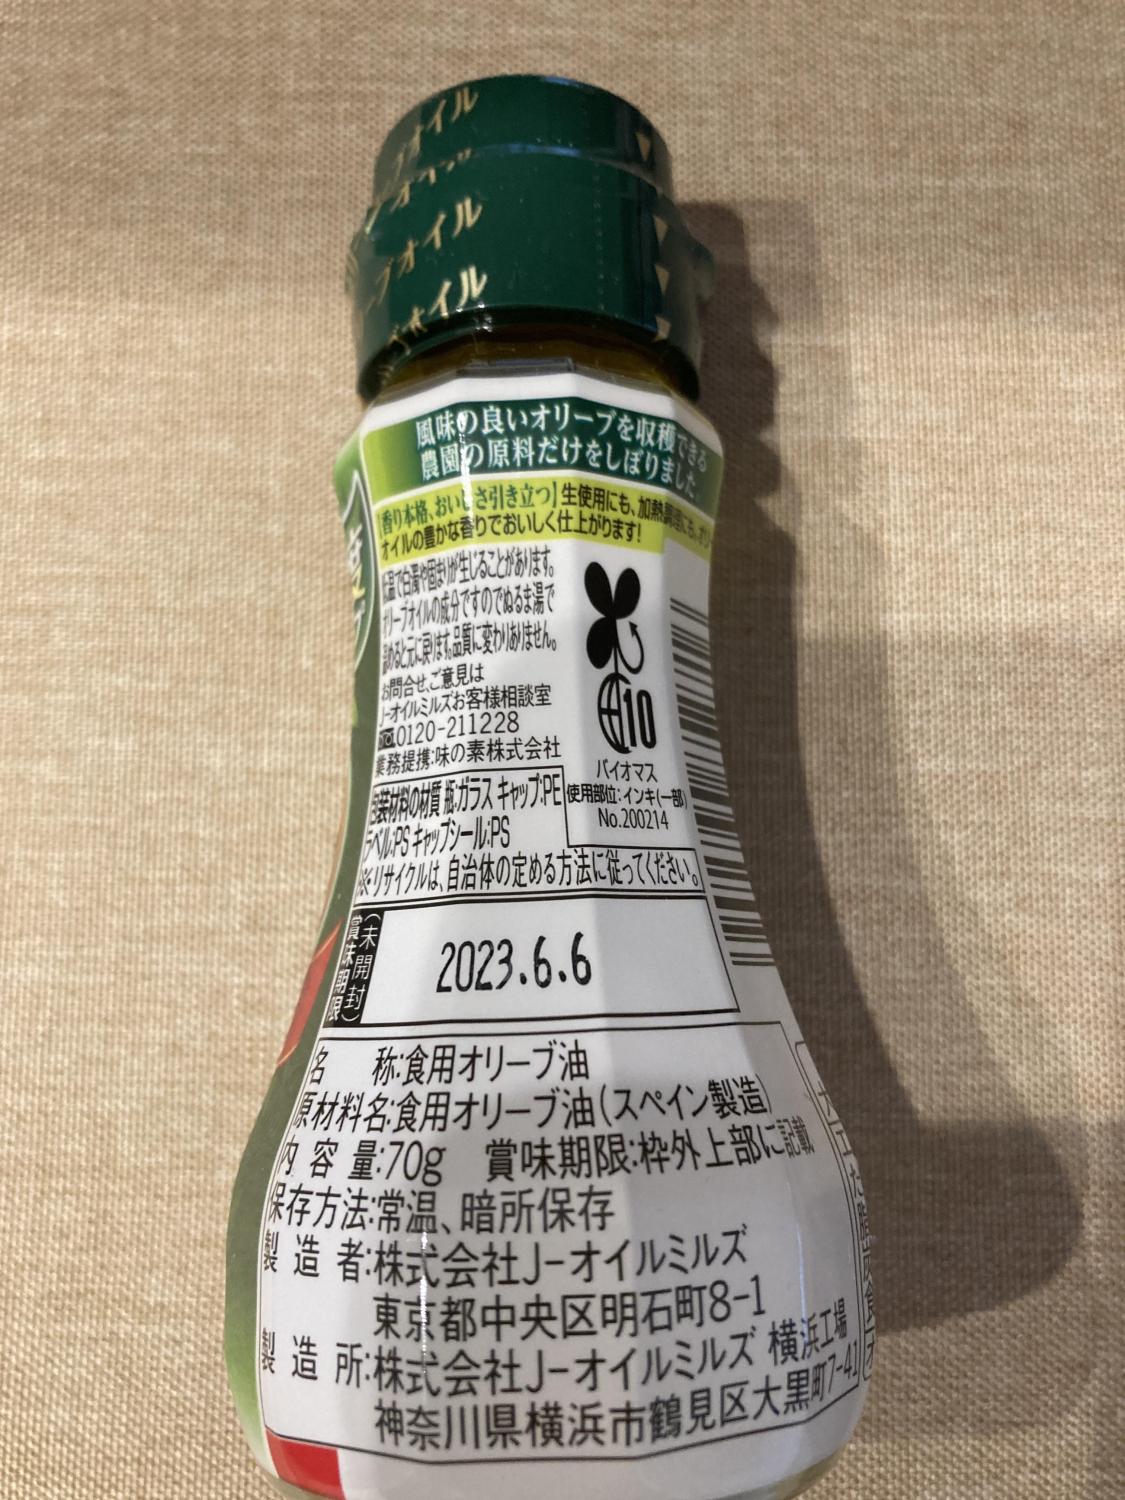 オイル
オイル
ブオイル
ブオイル
風味の良いオリーブを収穫できる
農園の原料だけをしぼりました。
[香り本格、おいしさ引き立つ]生使用にも、加熱調理にも、オリ
オイルの豊かな香りでおいしく仕上がります!
低温で白濁や固まりが生じることがあります。
オリーブオイルの成分ですのでぬるま湯で
温めると元に戻ります。品質に変わりありません。
お問合せ、ご意見は
J-オイルミルズお客様相談室
0120-211228
業務提携:味の素株式会社
10
バイオマス
使用部位:インキ(一部)
No.200214
包装材料の材質 瓶:ガラス キャップ:PE
ラベル:PS キャップシール:PS
※リサイクルは、自治体の定める方法に従ってください。
賞味期限
(未開封)
2023.6.6
名 称:食用オリーブ油
原材料名:食用オリーブ油(スペイン製造)
内 容 量:70g 賞味期限:枠外上部に記載
保存方法:常温、暗所保存
製 造 者:株式会社J-オイルミルズ
東京都中央区明石町8-1
製 造 所:株式会社J-オイルミルズ 横浜工場
神奈川県横浜市鶴見区大黒町7-41